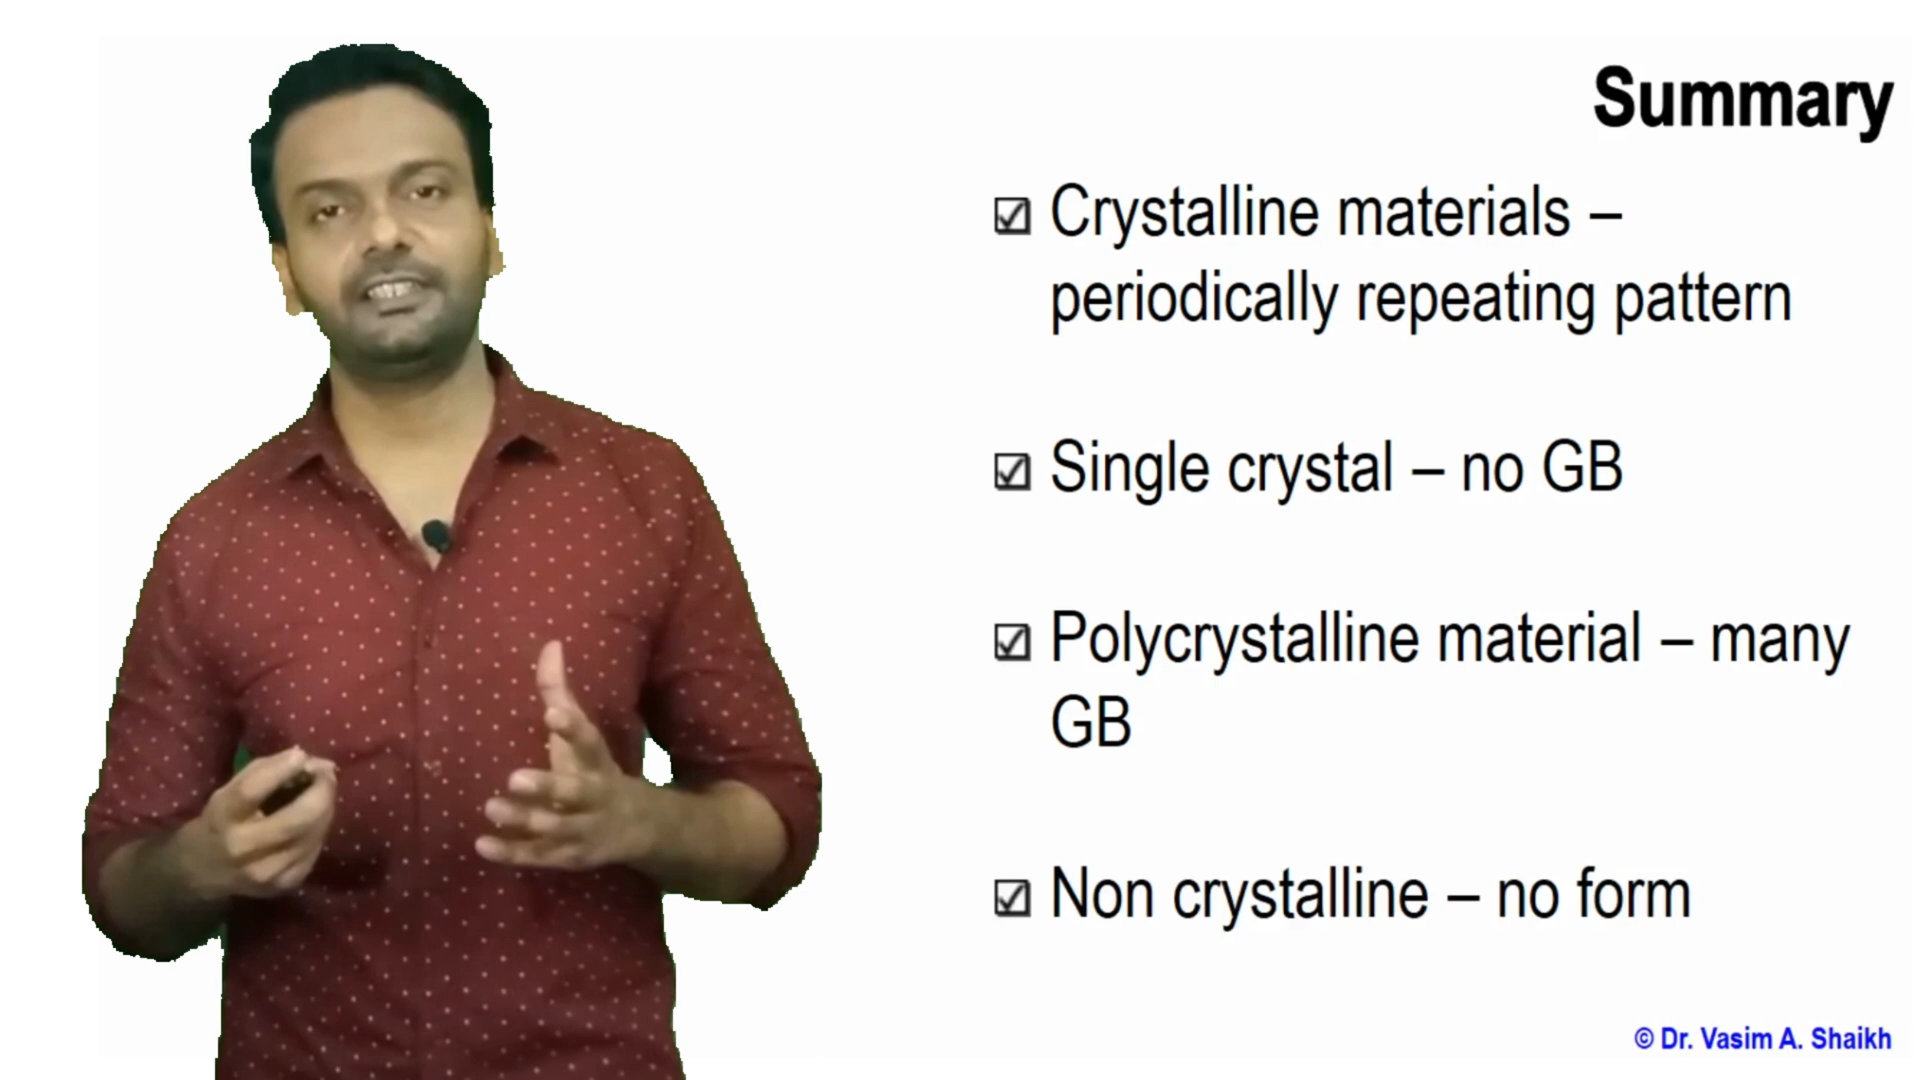 Summary
Crystalline materials –
periodically repeating pattern
Single crystal – no GB
Polycrystalline material – many
GB
Non crystalline – no form
© Dr. Vasim A. Shaikh